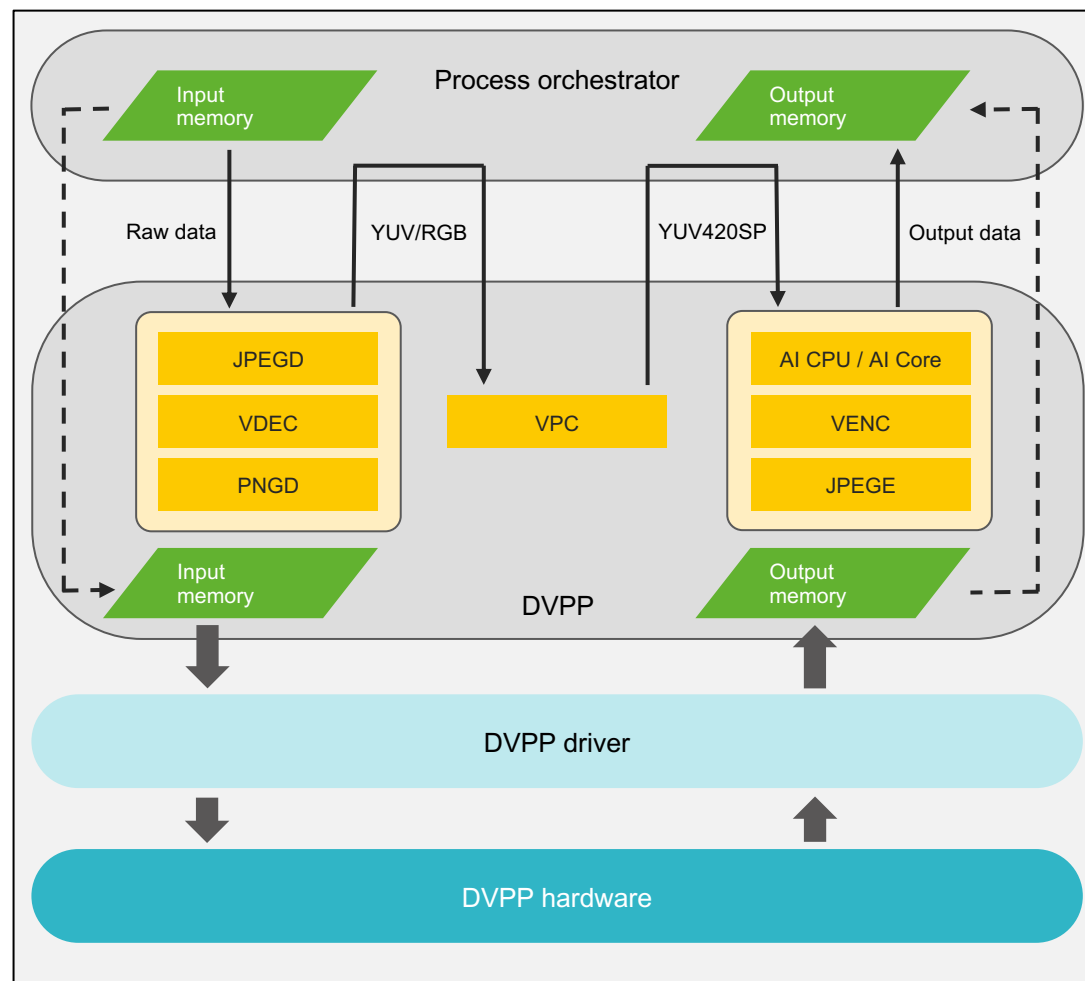 Process orchestrator
Input
memory
Output
memory
Raw data
YUV/RGB
YUV420SP
Output data
JPEGD
VDEC
PNGD
VPC
AI CPU / AI Core
VENC
JPEGE
Input
memory
Output
memory
DVPP
DVPP driver
DVPP hardware